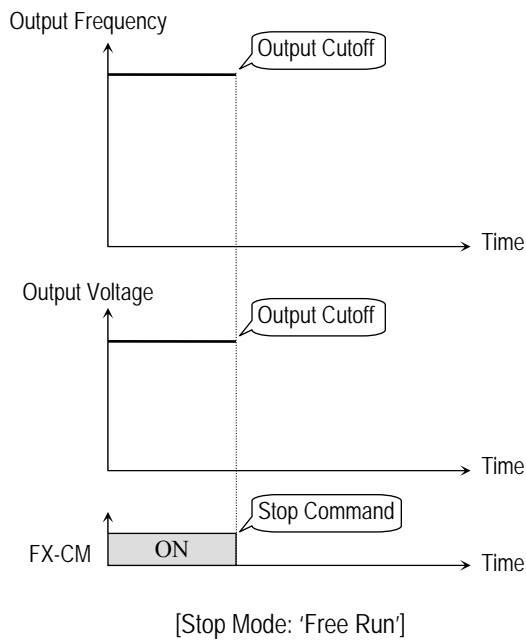 Output Frequency
Output Cutoff
Time
Output Voltage
Output Cutoff
Time
Stop Command
FX-CM
ON
Time
[Stop Mode: ‘Free Run’]